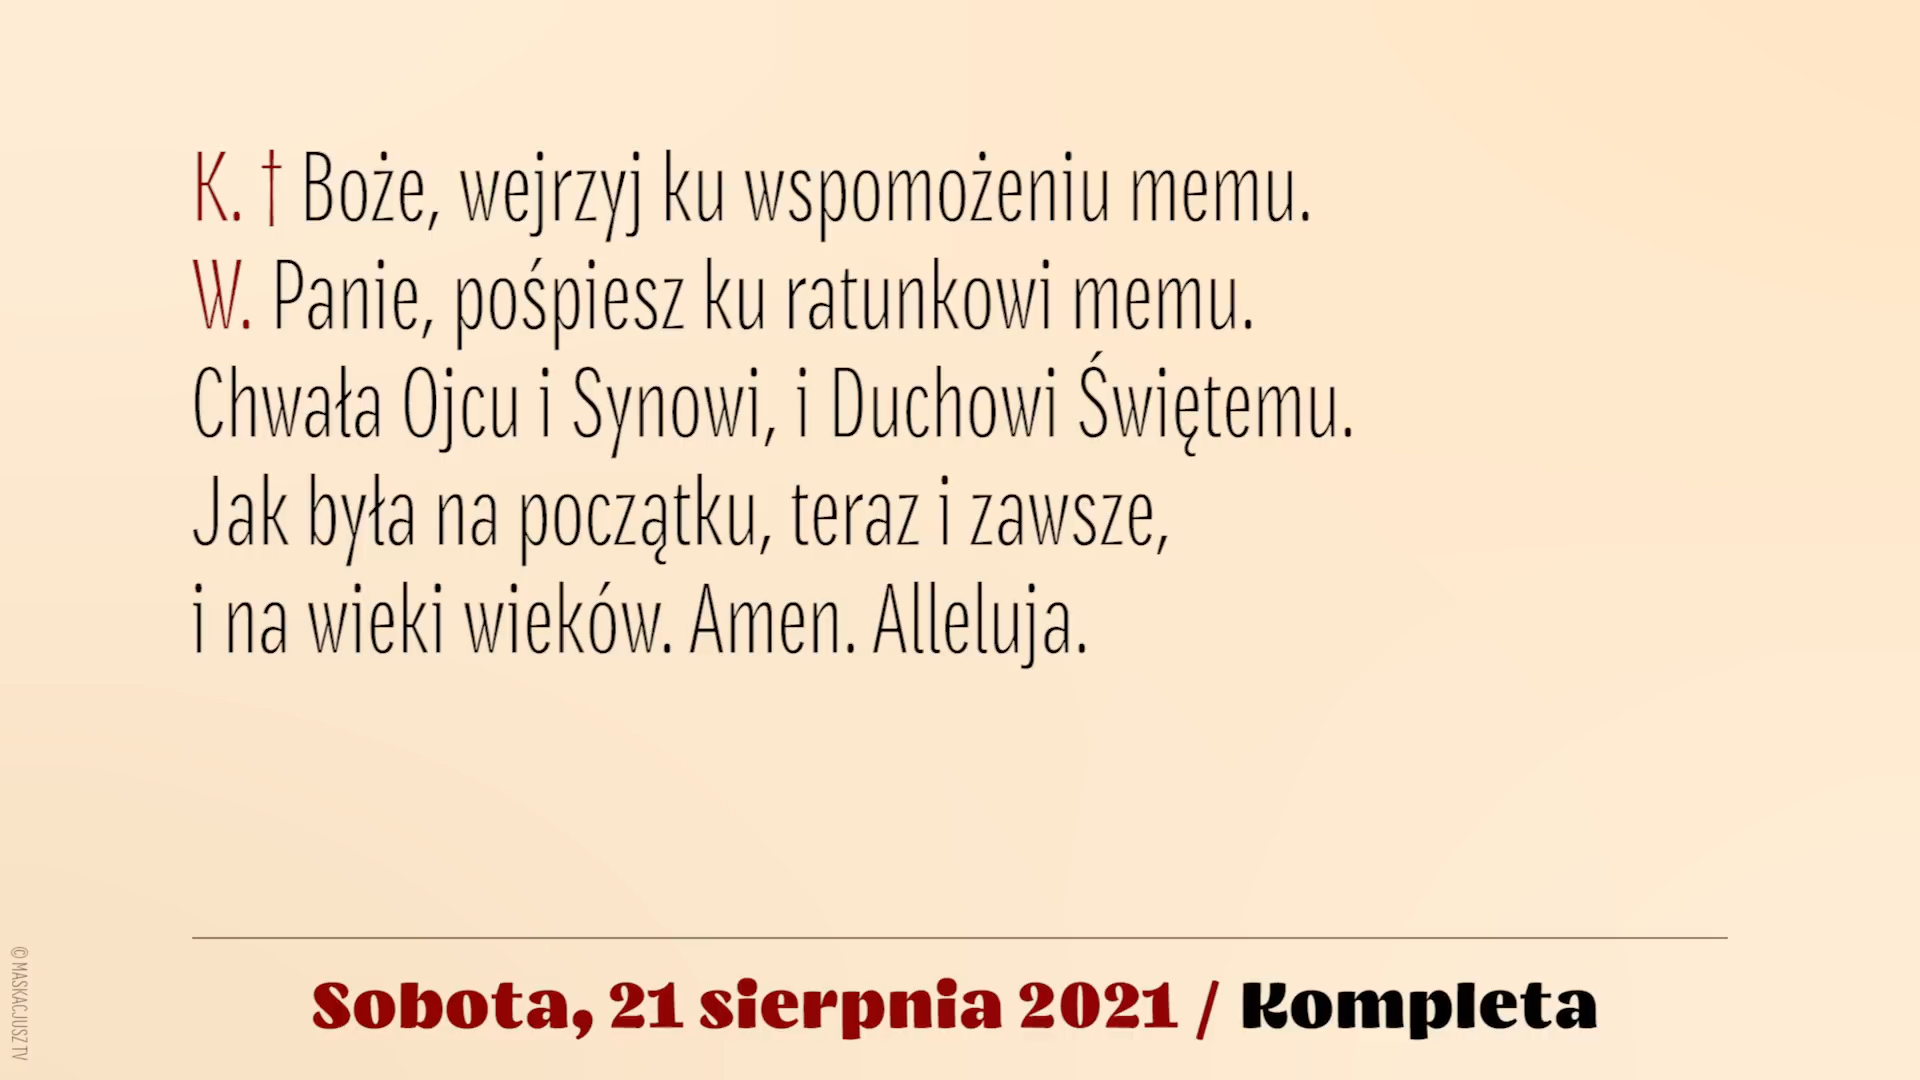 K. † Boże, wejrzyj ku wspomożeniu memu.
W. Panie, pośpiesz ku ratunkowi memu.
Chwała Ojcu i Synowi, i Duchowi Świętemu.
Jak była na początku, teraz i zawsze,
i na wieki wieków. Amen. Alleluja.
Sobota, 21 sierpnia 2021 / Kompleta
© MASKACJUSZ TV